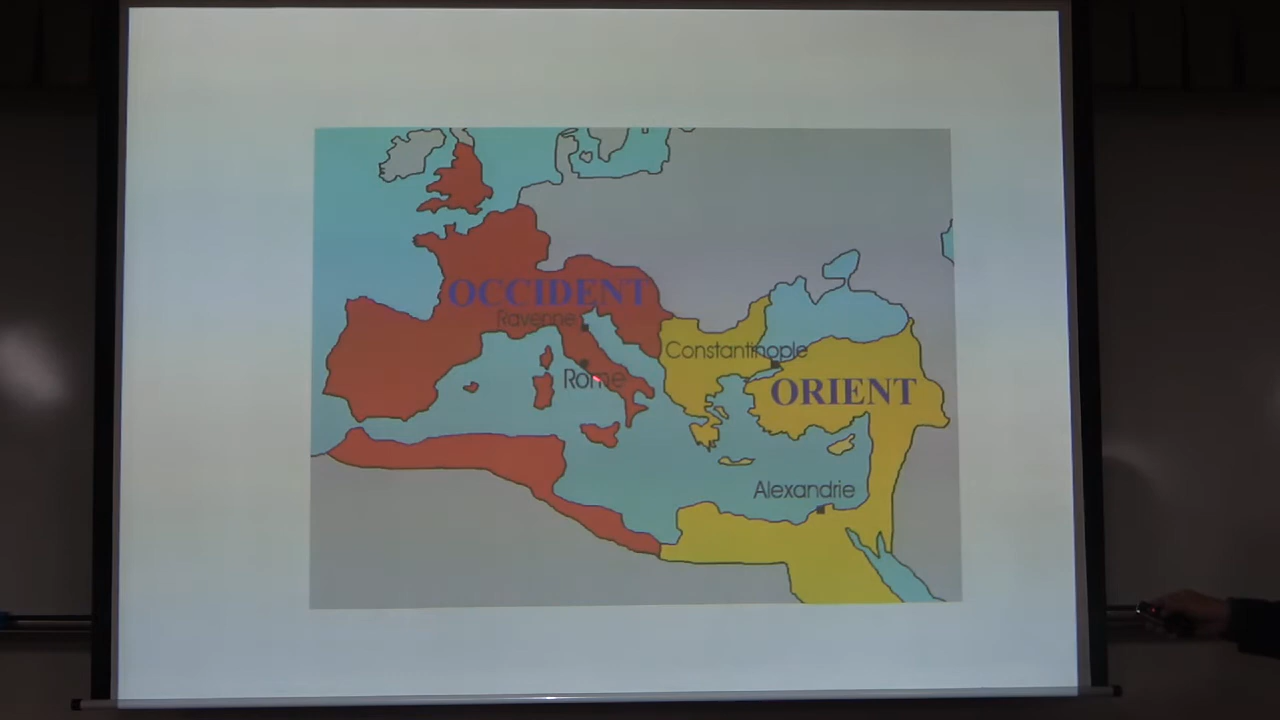 OCCIDENT
Ravenne
Constantinople
Rome
ORIENT
Alexandrie